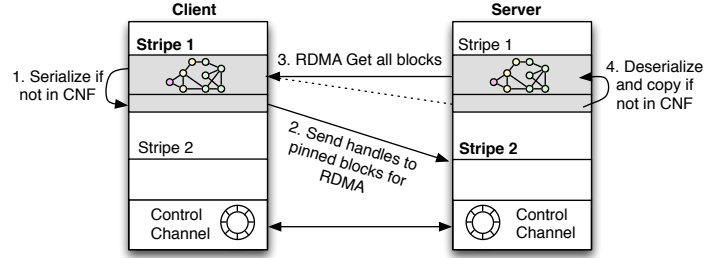 Client
Server
Stripe 1
Stripe 1
1. Serialize if
not in CNF
3. RDMA Get all blocks
4. Deserialize
and copy if
not in CNF
2. Send handles to
pinned blocks for
RDMA
Stripe 2
Stripe 2
Control
Channel
Control
Channel